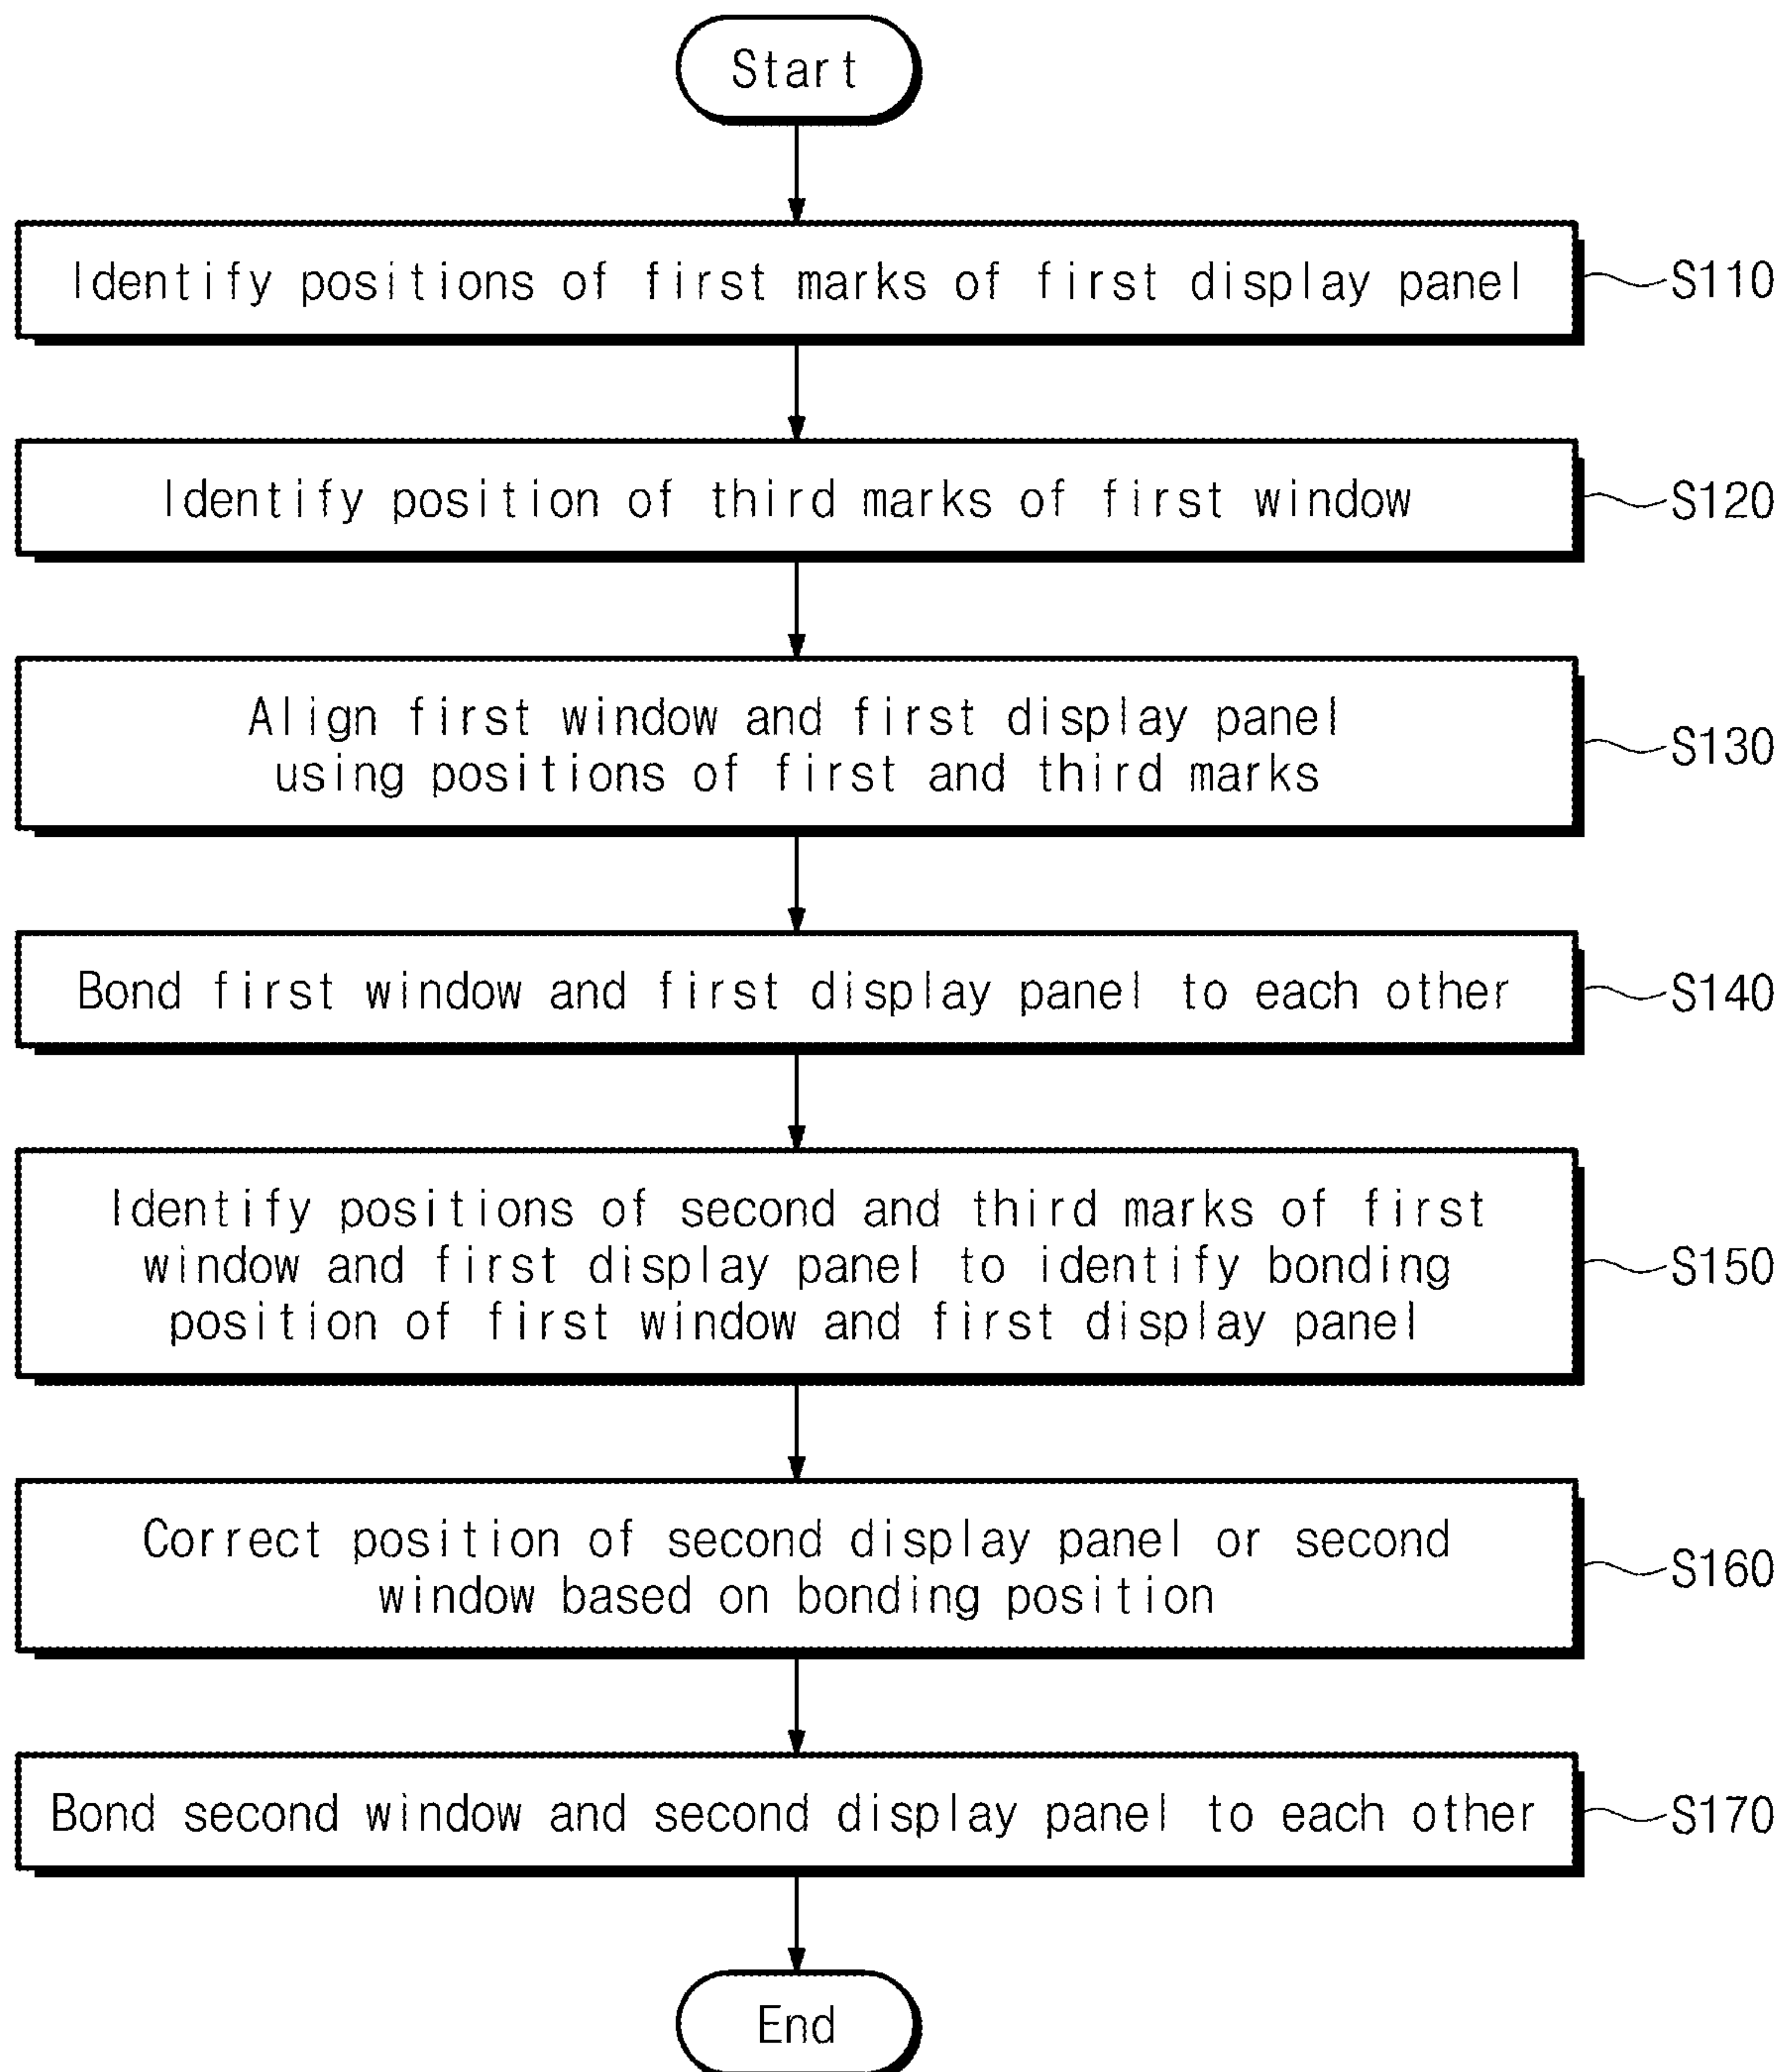 Start
Identify positions of first marks of first display panel
S110
Identify position of third marks of first window
S120
Align first window and first display panel
using positions of first and third marks
S130
Bond first window and first display panel to each other
S140
Identify positions of second and third marks of first
window and first display panel to identify bonding
position of first window and first display panel
S150
Correct position of second display panel or second
window based on bonding position
S160
Bond second window and second display panel to each other
S170
End